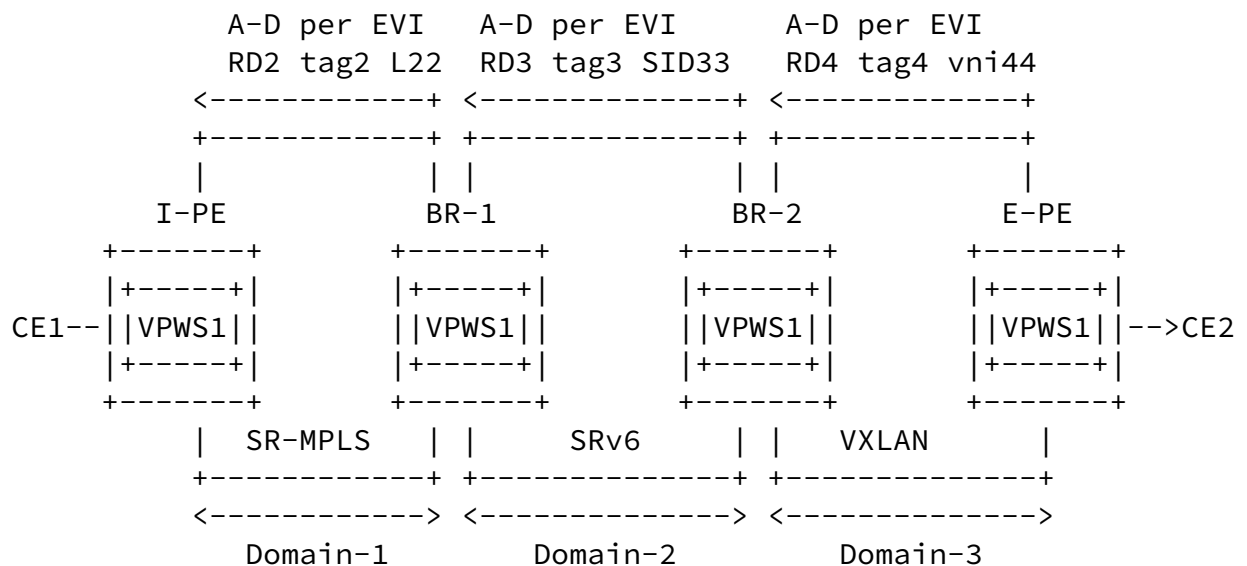 A-D per EVI A-D per EVI A-D per EVI
RD2 tag2 L22 RD3 tag3 SID33 RD4 tag4 vni44
I-PE BR-1 BR-2 E-PE
CE1 VPWS1 VPWS1 VPWS1 VPWS1 CE2
SR-MPLS SRv6 VXLAN
Domain-1 Domain-2 Domain-3